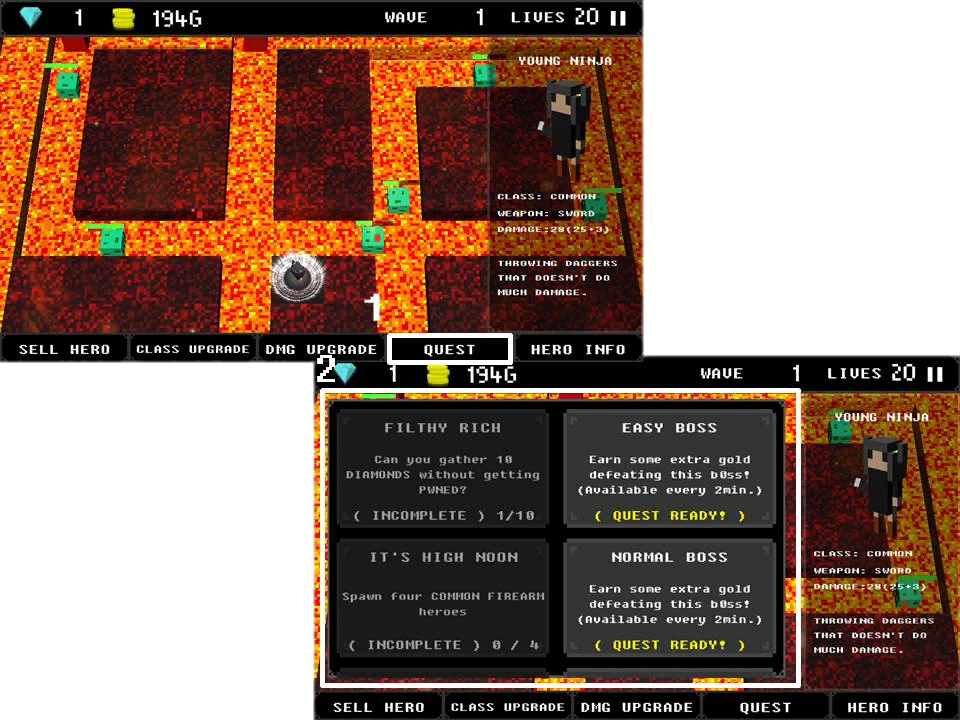 1 194G WAVE 1 LIVES 20
YOUNG NINJA
CLASS: COMMON
WEAPON: SWORD
DAMAGE:28(25+3)
THROWING DAGGERS
THAT DOESN'T DO
MUCH DAMAGE.
1
SELL HERO CLASS UPGRADE DMG UPGRADE QUEST HERO INFO
2
1 194G WAVE 1 LIVES 20
FILTHY RICH
Can you gather 10
DIAMONDS without getting
PWNED?
( INCOMPLETE ) 1/10
EASY BOSS
Earn some extra gold
defeating this b0ss!
(Available every 2min.)
( QUEST READY! )
IT'S HIGH NOON
Spawn four COMMON FIREARM
heroes
( INCOMPLETE ) 0 / 4
NORMAL BOSS
Earn some extra gold
defeating this b0ss!
(Available every 2min.)
( QUEST READY! )
YOUNG NINJA
CLASS: COMMON
WEAPON: SWORD
DAMAGE:28(25+3)
THROWING DAGGERS
THAT DOESN'T DO
MUCH DAMAGE.
SELL HERO CLASS UPGRADE DMG UPGRADE QUEST HERO INFO